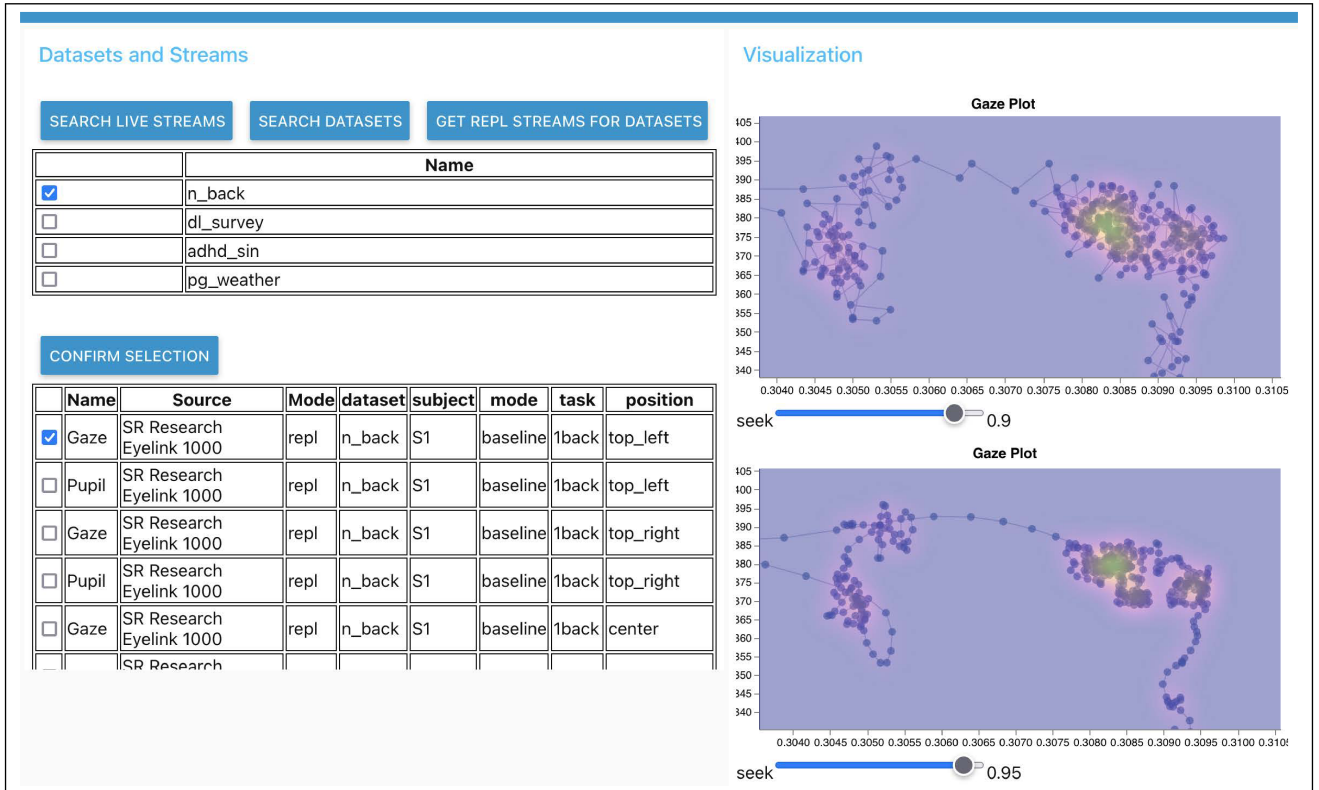 Datasets and Streams
SEARCH LIVE STREAMS SEARCH DATASETS GET REPL STREAMS FOR DATASETS
Name
n_back
dl_survey
adhd_sin
pg_weather
CONFIRM SELECTION
Name Source Mode dataset subject mode task position
Gaze SR Research Eyelink 1000 repl n_back S1 baseline 1back top_left
Pupil SR Research Eyelink 1000 repl n_back S1 baseline 1back top_left
Gaze SR Research Eyelink 1000 repl n_back S1 baseline 1back top_right
Pupil SR Research Eyelink 1000 repl n_back S1 baseline 1back top_right
Gaze SR Research Eyelink 1000 repl n_back S1 baseline 1back center
SR Research
Visualization
Gaze Plot
405
400
395
390
385
380
375
370
365
360
355
350
345
340
0.3040 0.3045 0.3050 0.3055 0.3060 0.3065 0.3070 0.3075 0.3080 0.3085 0.3090 0.3095 0.3100 0.3105
seek 0.9
Gaze Plot
405
400
395
390
385
380
375
370
365
360
355
350
345
340
0.3040 0.3045 0.3050 0.3055 0.3060 0.3065 0.3070 0.3075 0.3080 0.3085 0.3090 0.3095 0.3100
seek 0.95